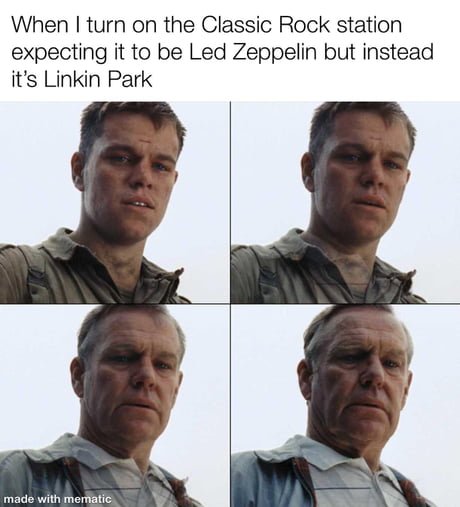 When I turn on the Classic Rock station
expecting it to be Led Zeppelin but instead
it’s Linkin Park
made with mematic